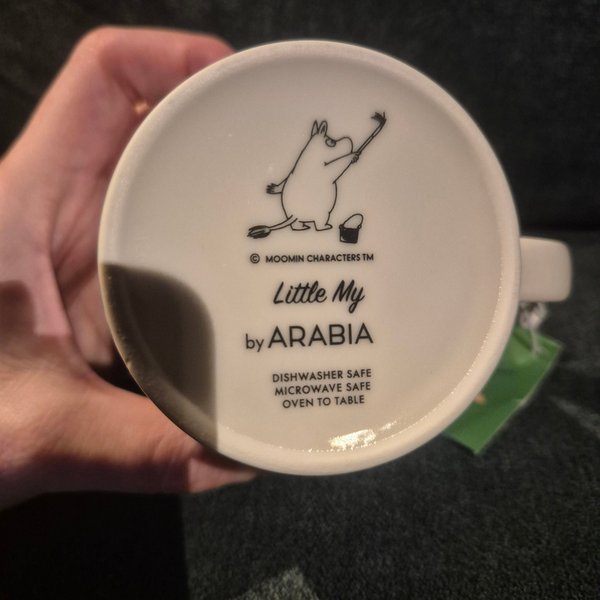 © MOOMIN CHARACTERS TM
Little My
by ARABIA
DISHWASHER SAFE
MICROWAVE SAFE
OVEN TO TABLE